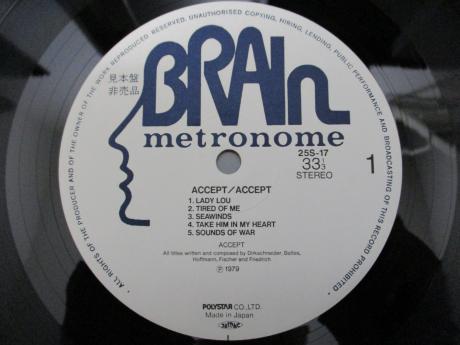 · ALL RIGHTS OF THE PRODUCER AND OF THE OWNER OF THE WORK REPRODUCED RESERVED. UNAUTHORISED COPYING, HIRING, LENDING, PUBLIC PERFORMANCE AND BROADCASTING OF THIS RECORD PROHIBITED ·
見本盤
非売品
BRAIn
metronome
25S-17
33 1/3
STEREO
1
ACCEPT/ACCEPT
1. LADY LOU
2. TIRED OF ME
3. SEAWINDS
4. TAKE HIM IN MY HEART
5. SOUNDS OF WAR
ACCEPT
All titles written and composed by Dirkschneider, Baltes,
Hoffmann, Fischer and Friedrich
Ⓟ 1979
POLYSTAR CO., LTD.
Made in Japan